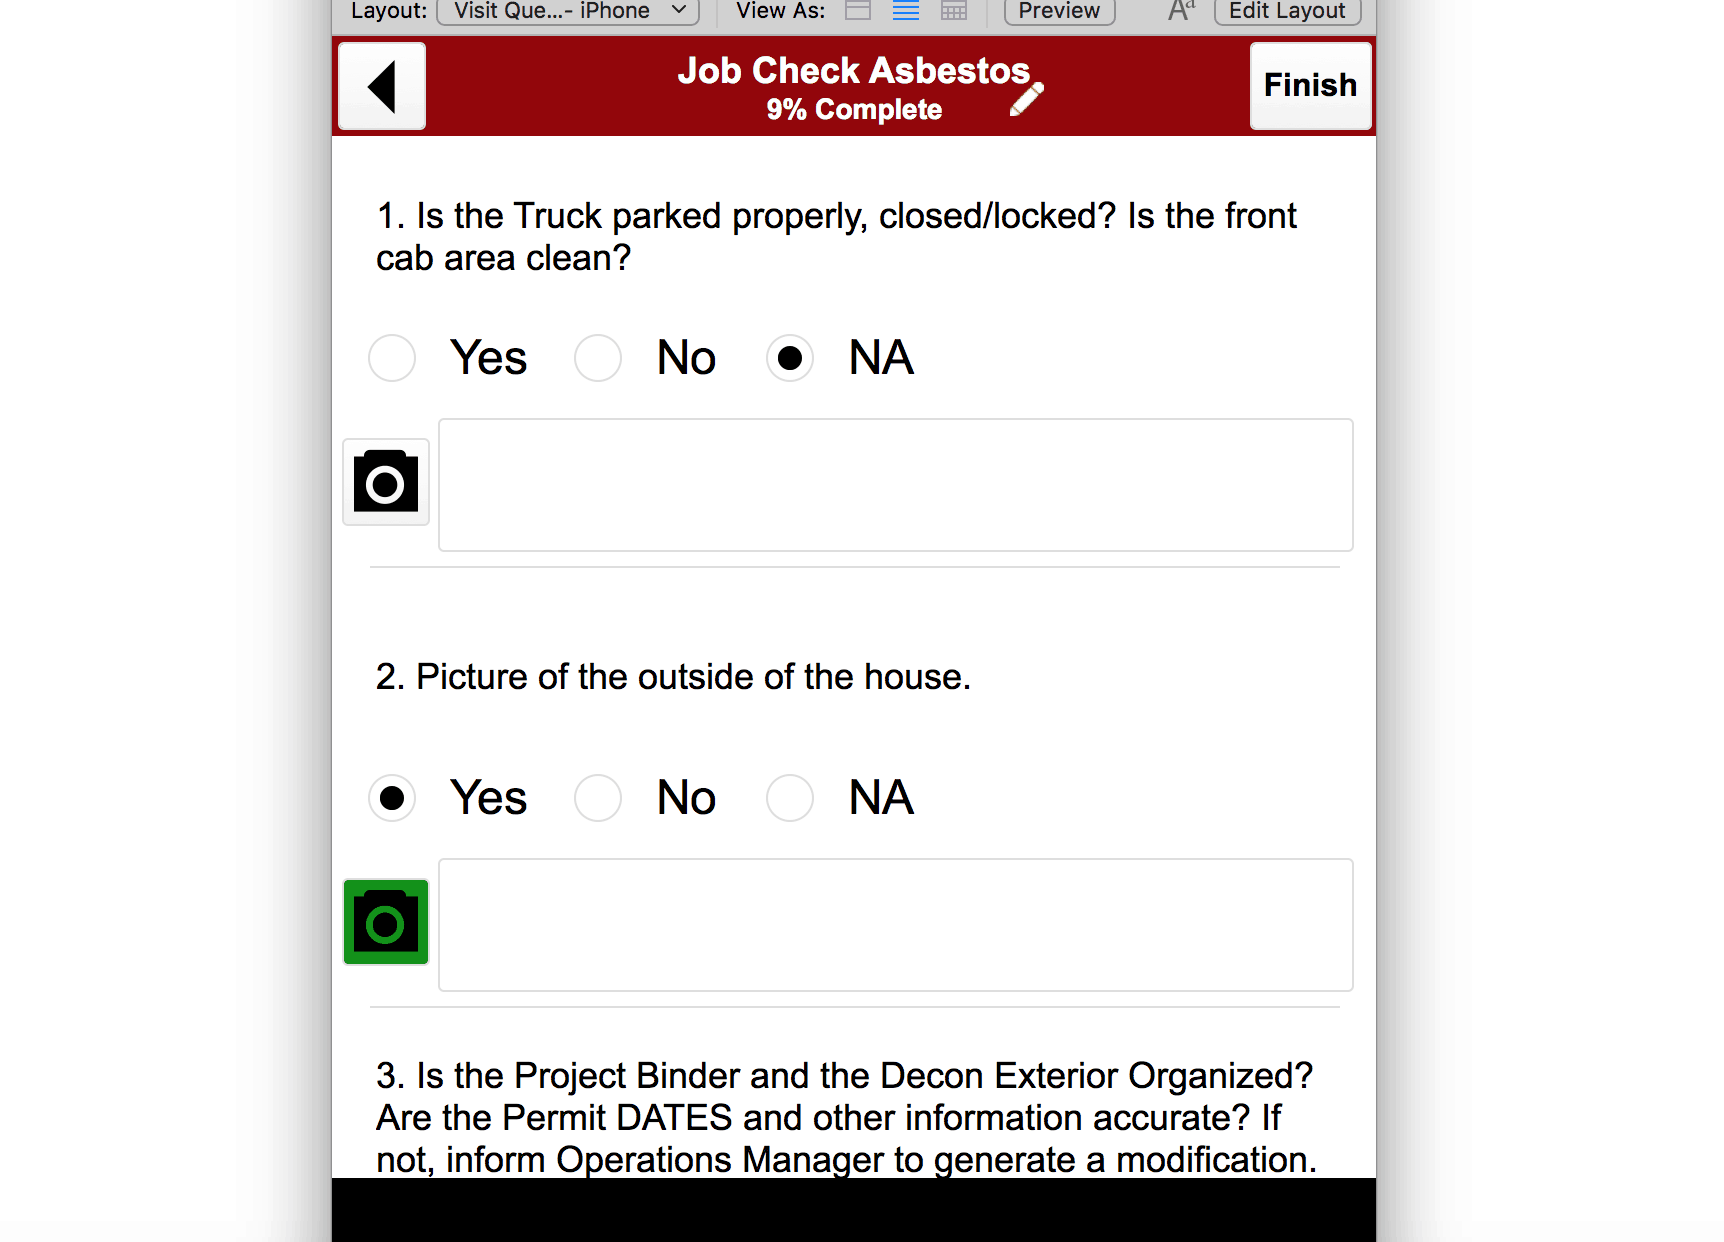 Layout: Visit Que...- iPhone View As: Preview Aa Edit Layout
Job Check Asbestos
9% Complete
Finish
1. Is the Truck parked properly, closed/locked? Is the front
cab area clean?
Yes No NA
2. Picture of the outside of the house.
Yes No NA
3. Is the Project Binder and the Decon Exterior Organized?
Are the Permit DATES and other information accurate? If
not, inform Operations Manager to generate a modification.